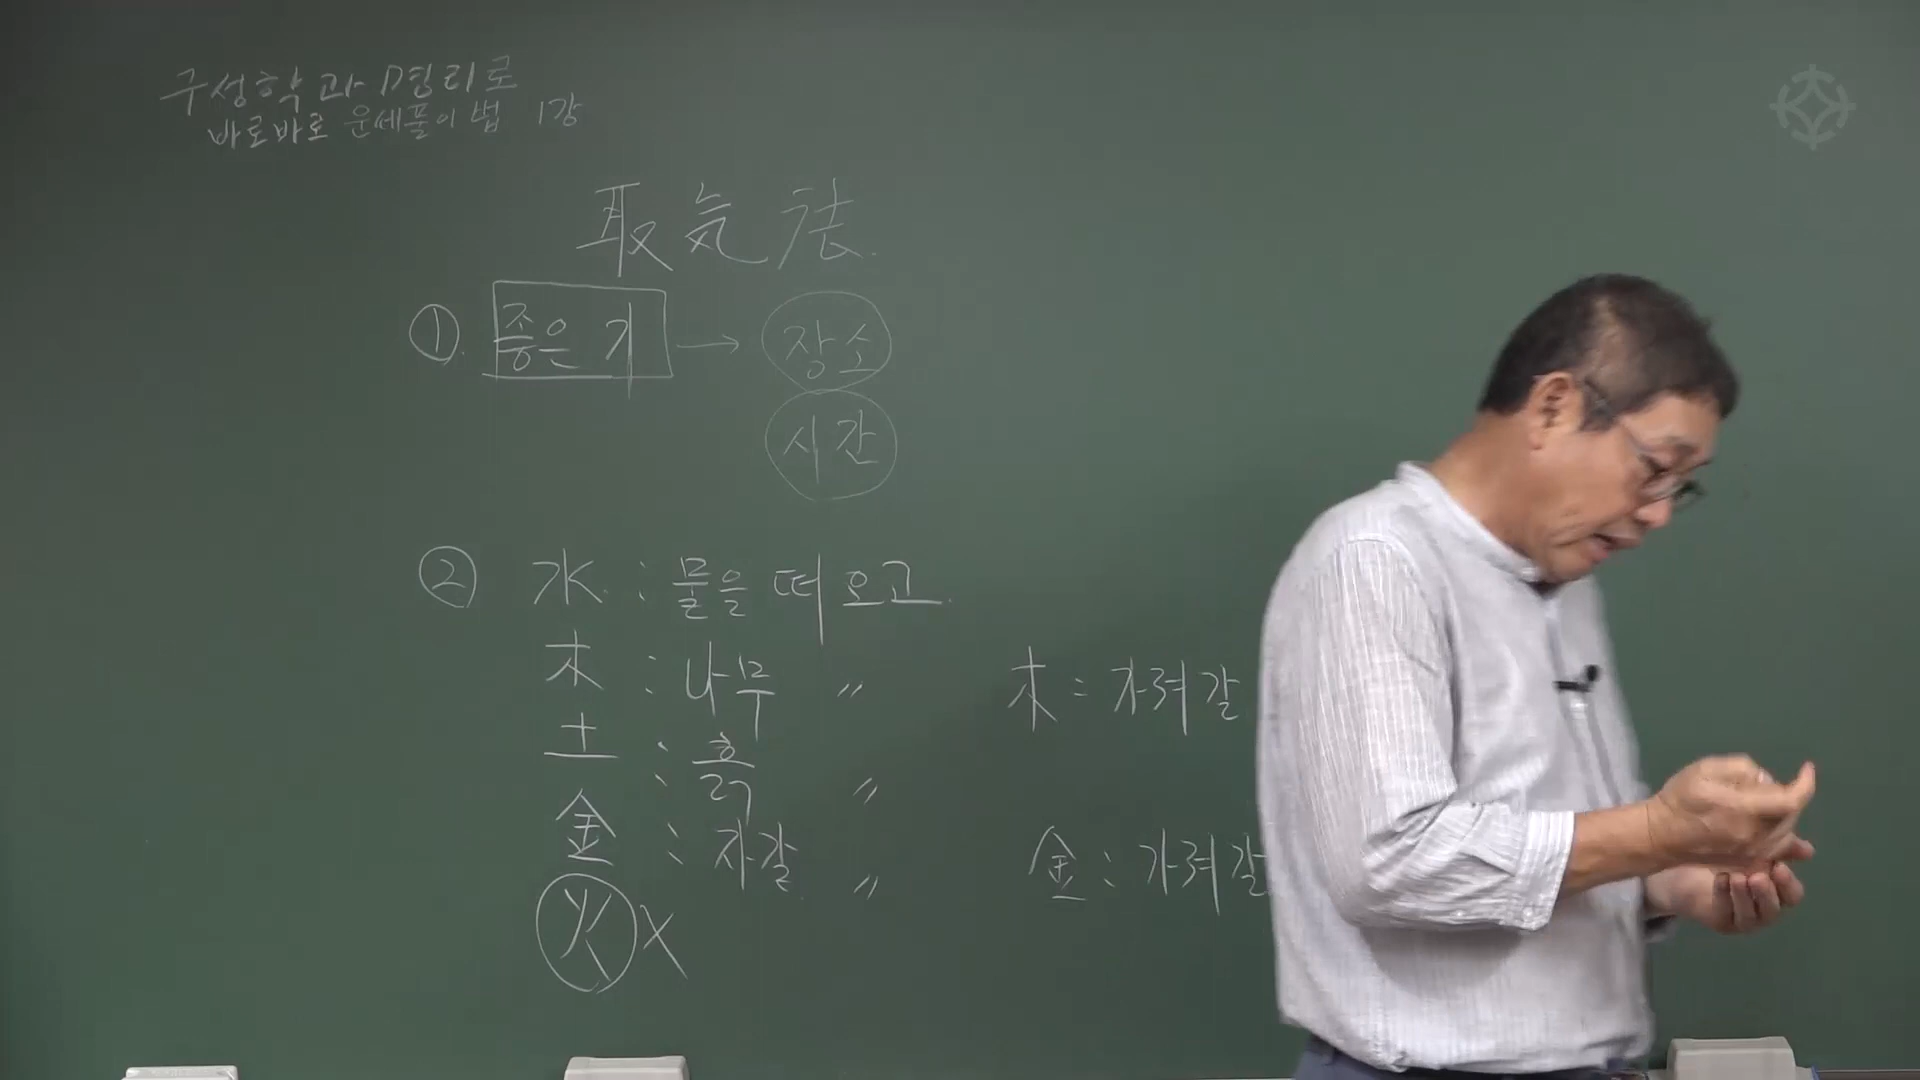 구성학과 명리로
바로바로 운세풀이 법 1강
取気法.
①. 좋은 기 → 장소
시간
② 水 : 물을 떠 오고.
木 : 나무 〃
土 : 흙 〃
金 : 자갈 〃
火 X
木 : 가려갈
金 : 가려갈